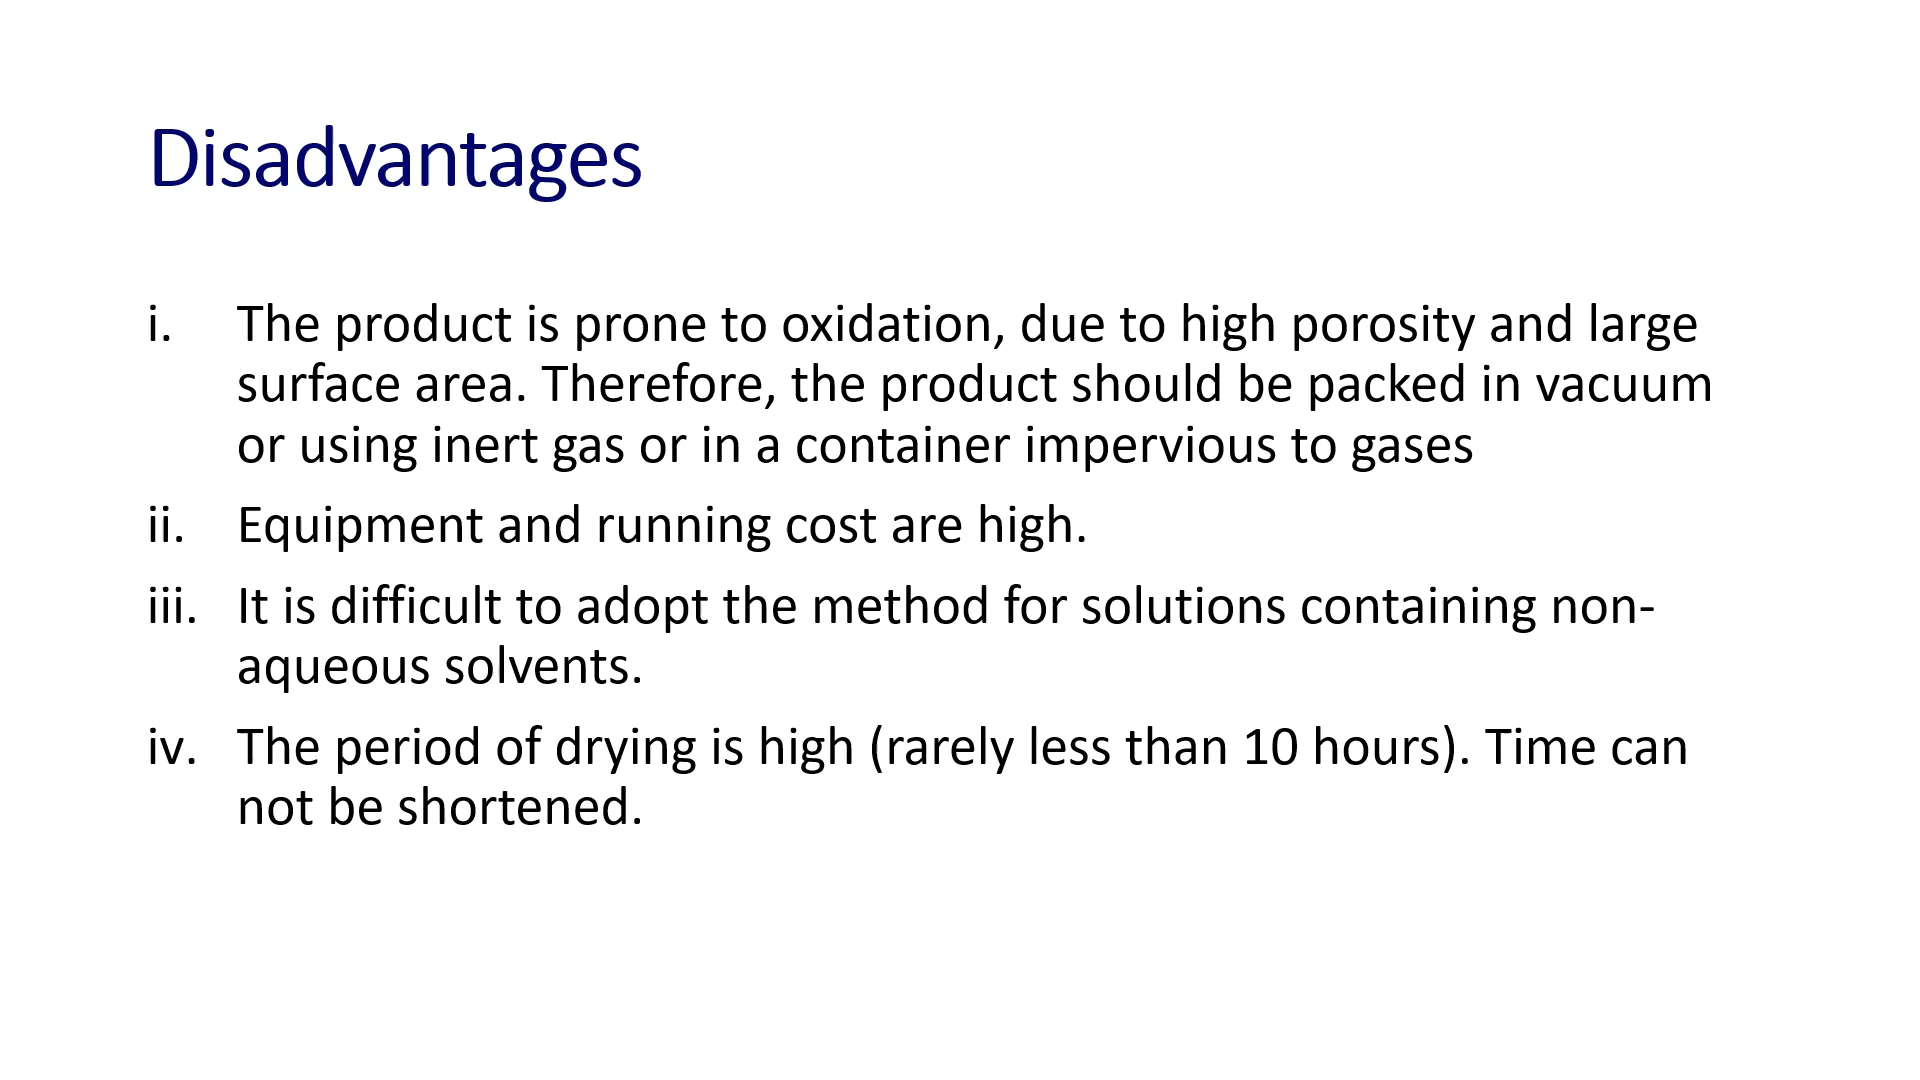 Disadvantages
i. The product is prone to oxidation, due to high porosity and large
surface area. Therefore, the product should be packed in vacuum
or using inert gas or in a container impervious to gases
ii. Equipment and running cost are high.
iii. It is difficult to adopt the method for solutions containing non-
aqueous solvents.
iv. The period of drying is high (rarely less than 10 hours). Time can
not be shortened.